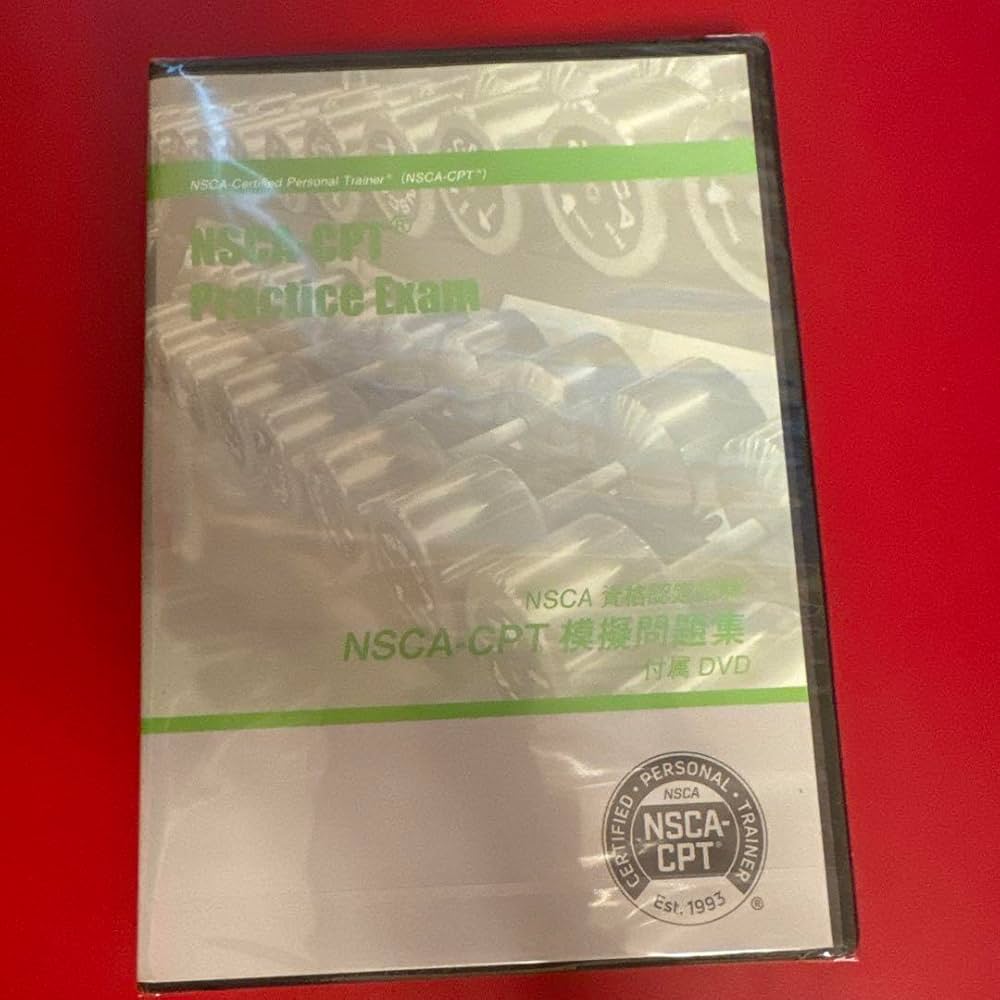 NSCA-Certified Personal Trainer® (NSCA-CPT®)
NSCA-CPT®
Practice Exam
NSCA 資格認定試験
NSCA-CPT 模擬問題集
付属 DVD
CERTIFIED • PERSONAL • TRAINER
NSCA
NSCA-
CPT®
Est. 1993
®